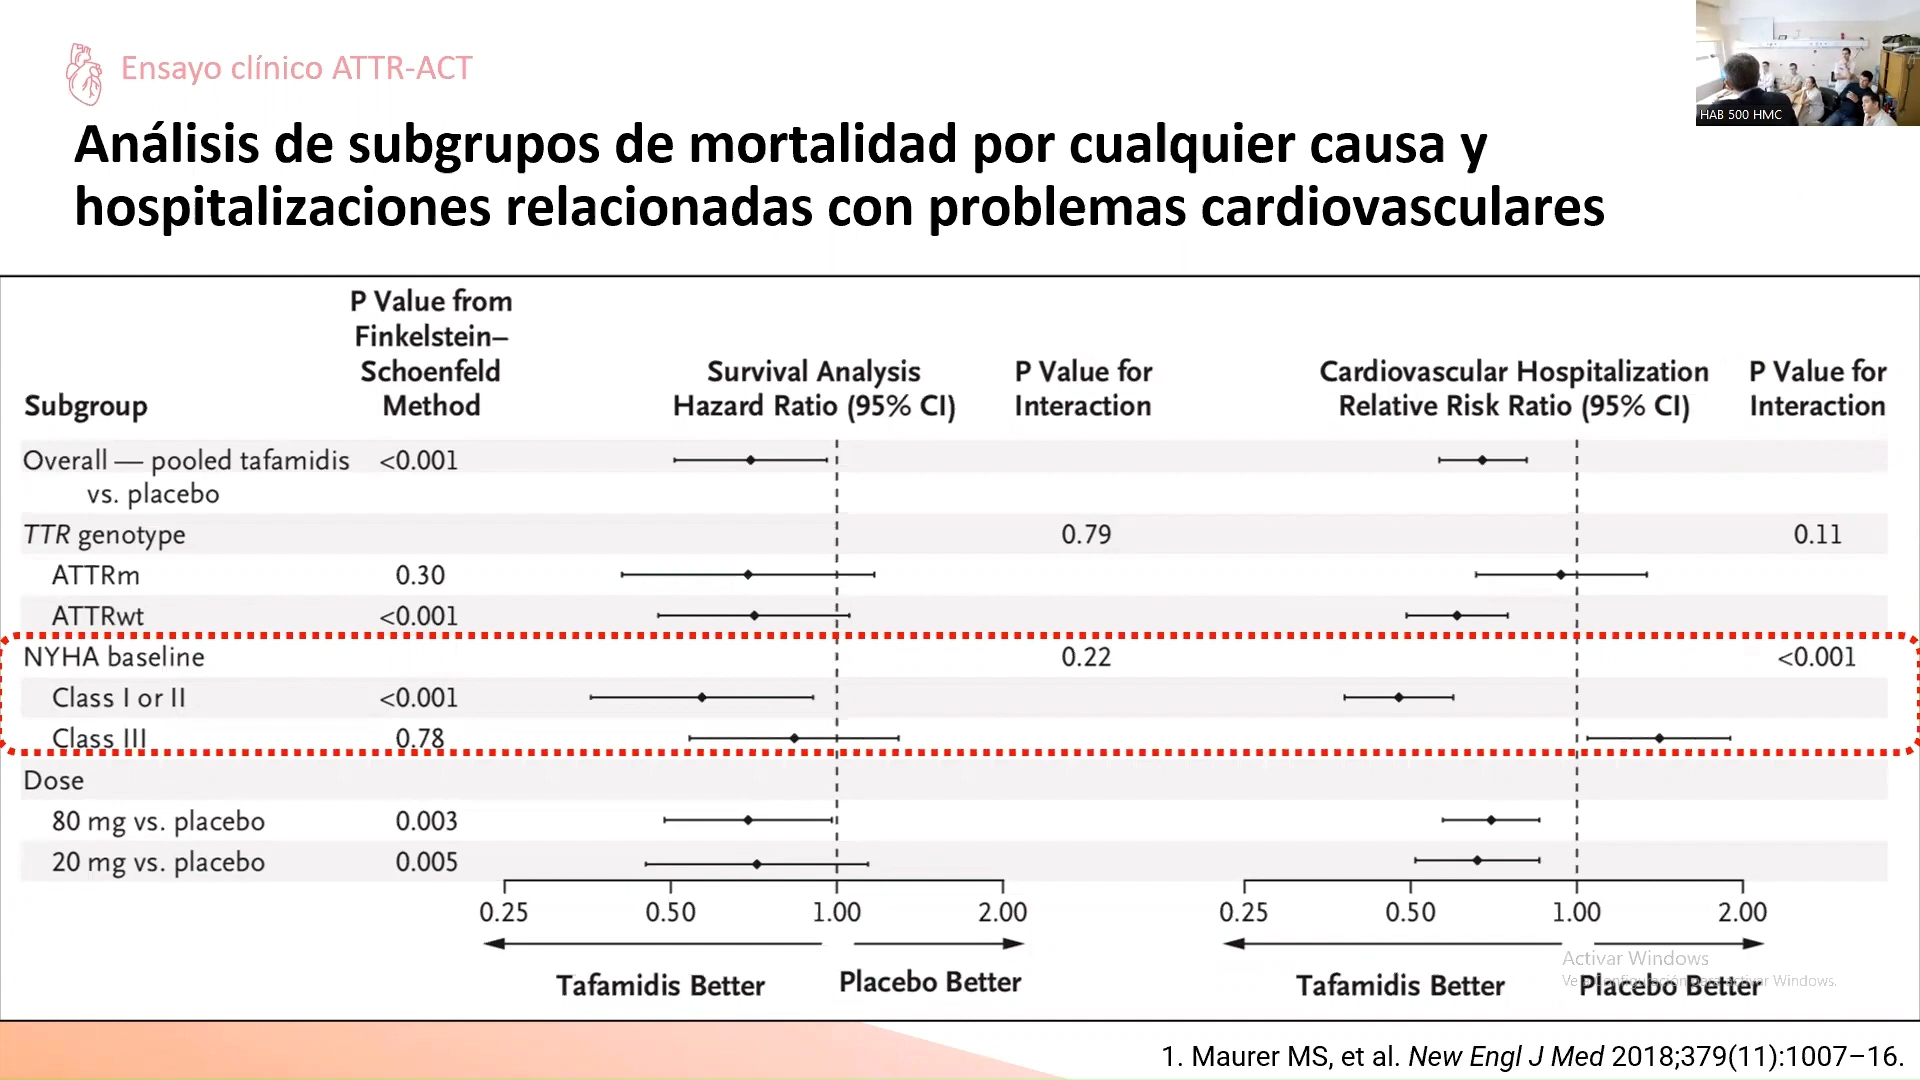 Ensayo clínico ATTR-ACT
HAB 500 HMC
Análisis de subgrupos de mortalidad por cualquier causa y
hospitalizaciones relacionadas con problemas cardiovasculares
P Value from
Finkelstein–
Schoenfeld
Method
Subgroup
Survival Analysis
Hazard Ratio (95% CI)
P Value for
Interaction
Cardiovascular Hospitalization
Relative Risk Ratio (95% CI)
P Value for
Interaction
Overall — pooled tafamidis <0.001
vs. placebo
TTR genotype 0.79 0.11
ATTRm 0.30
ATTRwt <0.001
NYHA baseline 0.22 <0.001
Class I or II <0.001
Class III 0.78
Dose
80 mg vs. placebo 0.003
20 mg vs. placebo 0.005
0.25 0.50 1.00 2.00 0.25 0.50 1.00 2.00
Tafamidis Better Placebo Better Tafamidis Better Placebo Better
Activar Windows
1. Maurer MS, et al. New Engl J Med 2018;379(11):1007–16.